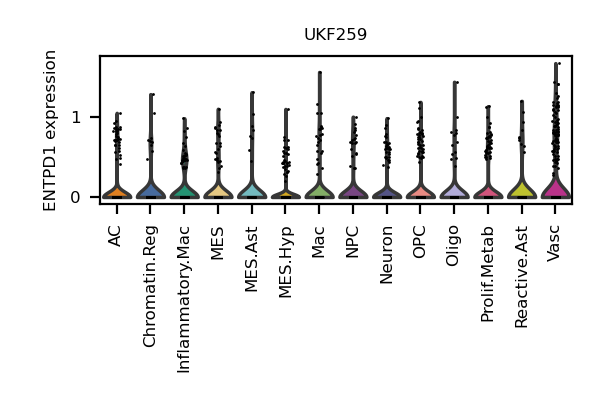 UKF259
ENTPD1 expression
1
0
AC
Chromatin.Reg
Inflammatory.Mac
MES
MES.Ast
MES.Hyp
Mac
NPC
Neuron
OPC
Oligo
Prolif.Metab
Reactive.Ast
Vasc